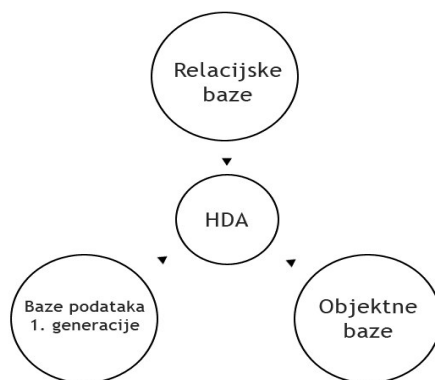 Relacijske
baze
HDA
Baze podataka
1. generacije
Objektne
baze